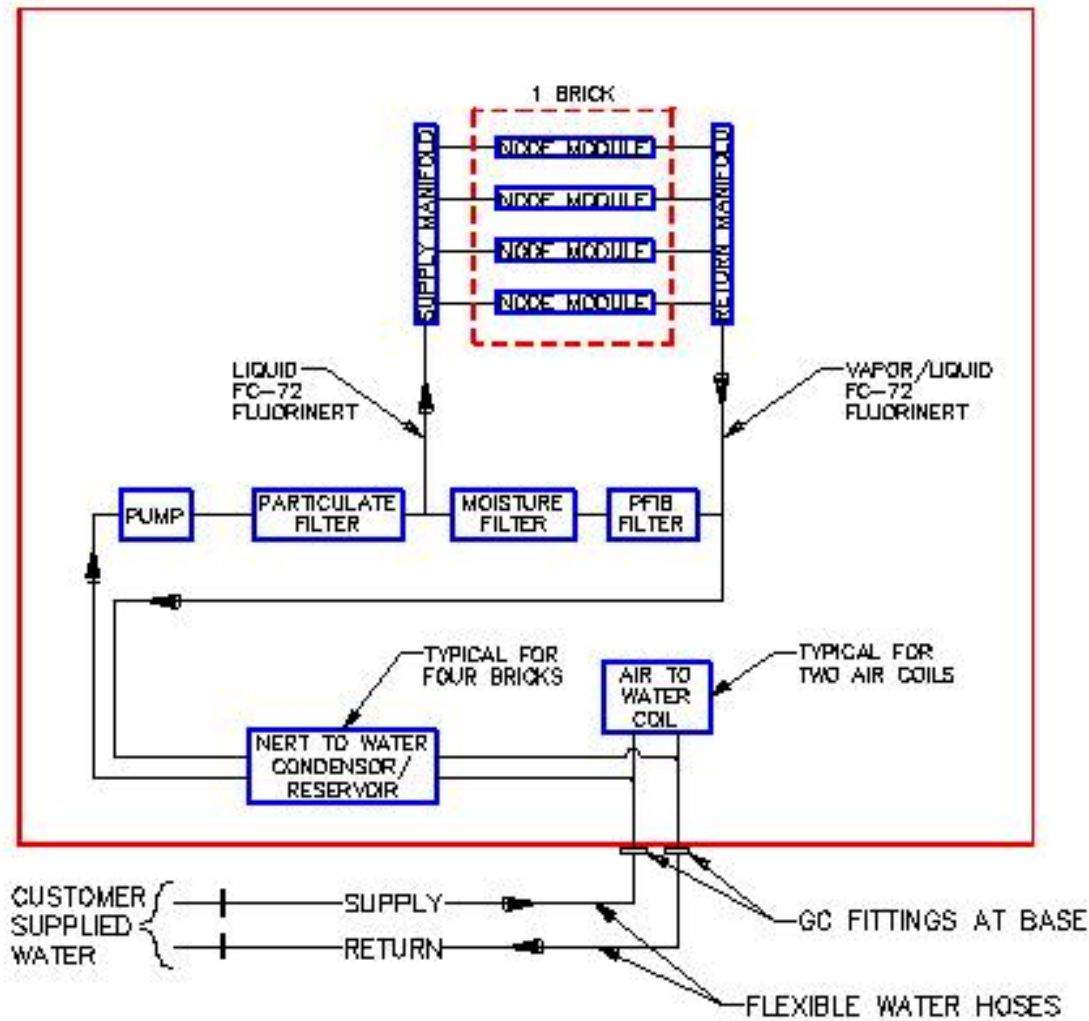 1 BRICK
SUPPLY MANIFOLD
NODE MODULE
NODE MODULE
NODE MODULE
NODE MODULE
RETURN MANIFOLD
LIQUID
FC-72
FLUORINERT
VAPOR/LIQUID
FC-72
FLUORINERT
PUMP
PARTICULATE
FILTER
MOISTURE
FILTER
PFIB
FILTER
TYPICAL FOR
FOUR BRICKS
AIR TO
WATER
COIL
TYPICAL FOR
TWO AIR COILS
NERT TO WATER
CONDENSOR/
RESERVOIR
CUSTOMER
SUPPLIED
WATER
SUPPLY
RETURN
GC FITTINGS AT BASE
FLEXIBLE WATER HOSES